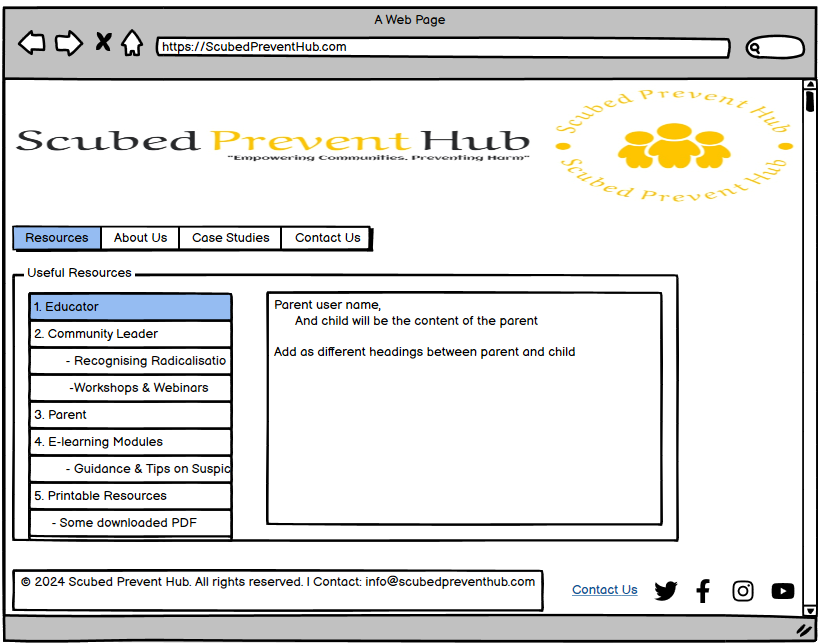 A Web Page
https://ScubedPreventHub.com
Scubed Prevent Hub
"Empowering Communities. Preventing Harm"
Scubed Prevent Hub
Scubed Prevent Hub
Resources About Us Case Studies Contact Us
Useful Resources
1. Educator
2. Community Leader
- Recognising Radicalisatio
-Workshops & Webinars
3. Parent
4. E-learning Modules
- Guidance & Tips on Suspic
5. Printable Resources
- Some downloaded PDF
Parent user name,
And child will be the content of the parent
Add as different headings between parent and child
© 2024 Scubed Prevent Hub. All rights reserved. | Contact: info@scubedpreventhub.com
Contact Us